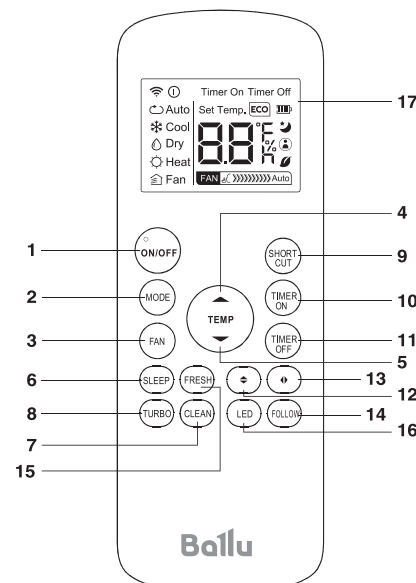 Timer On Timer Off
Auto Set Temp. ECO
Cool
88 °F
Dry % h
Heat
Fan FAN Auto
17
4
1 ON/OFF
SHORT CUT 9
2 MODE
TIMER ON 10
TEMP
3 FAN
TIMER OFF 11
5
6 SLEEP FRESH 13
12
8 TURBO CLEAN LED FOLLOW 14
7 16
15
Ballu